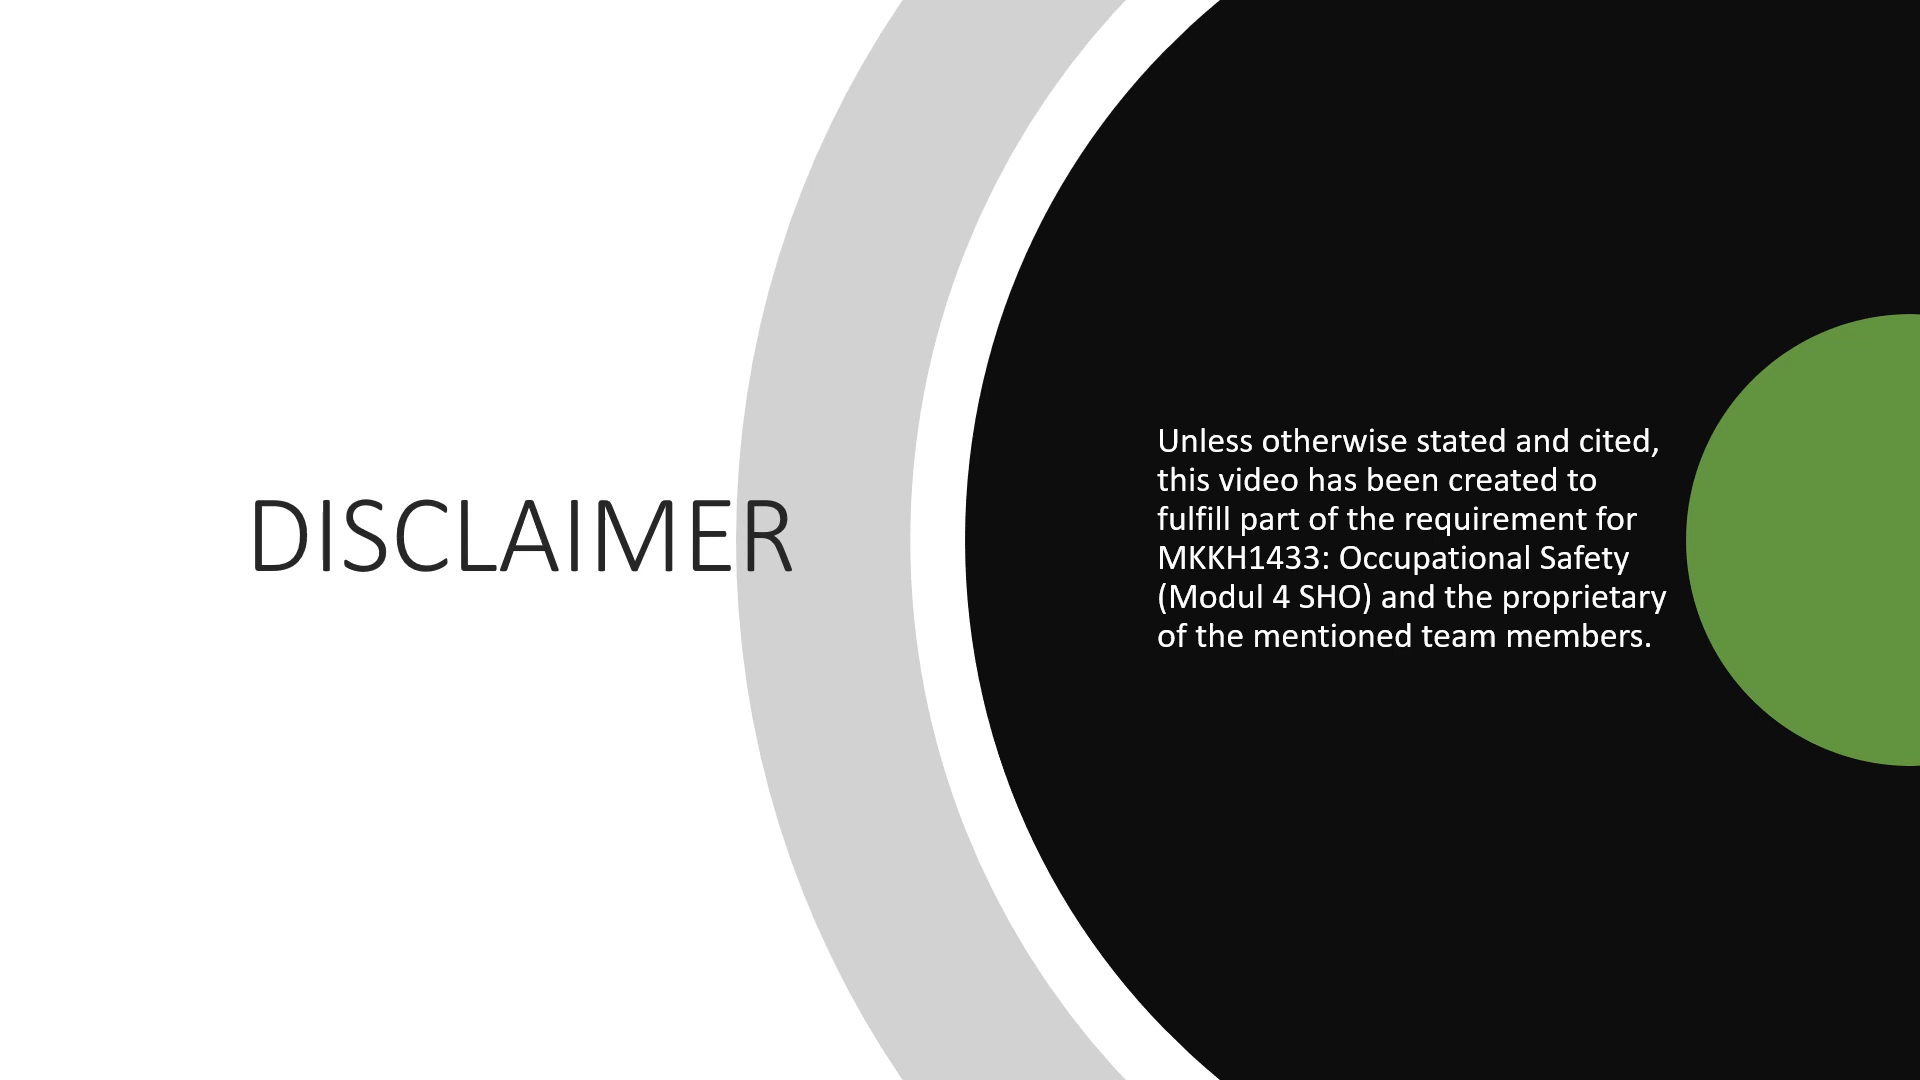 DISCLAIMER
Unless otherwise stated and cited,
this video has been created to
fulfill part of the requirement for
MKKH1433: Occupational Safety
(Modul 4 SHO) and the proprietary
of the mentioned team members.